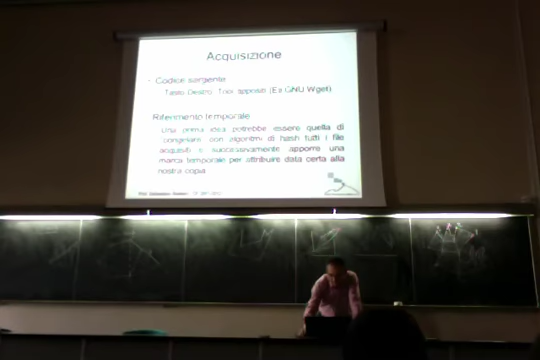 Acquisizione
Codice sorgente
Tasto Destro, Tool appositi (Es GNU Wget)
Riferimento temporale
Una prima idea potrebbe essere quella di
congelare con algoritmi di hash tutti i file
acquisiti e successivamente apporre una
marca temporale per attribuire data certa alla
nostra copia